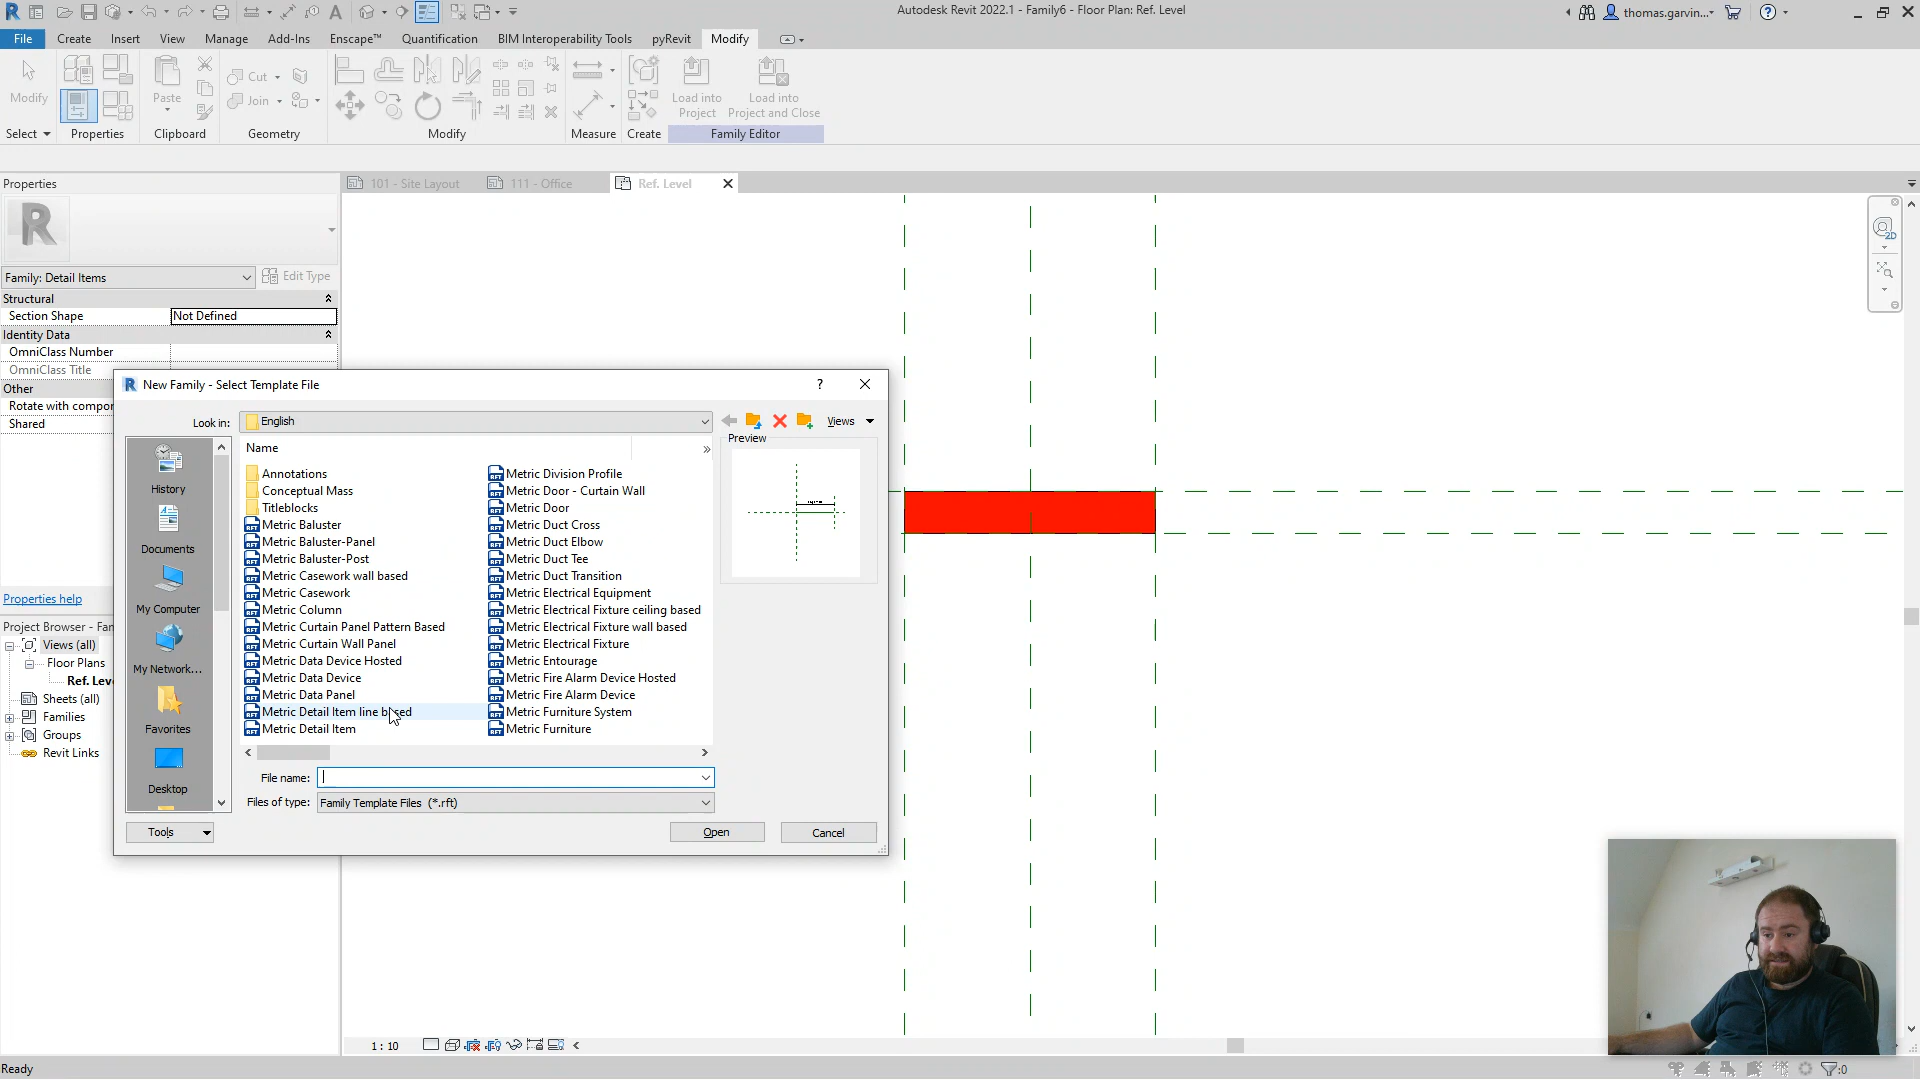 Autodesk Revit 2022.1 - Family6 - Floor Plan: Ref. Level
thomas.garvin...
File
Create
Insert
View
Manage
Add-Ins
Enscape™
Quantification
BIM Interoperability Tools
pyRevit
Modify
Modify
Paste
Cut
Join
Load into
Project
Load into
Project and Close
Select
Properties
Clipboard
Geometry
Modify
Measure
Create
Family Editor
Properties
101 - Site Layout
111 - Office
Ref. Level
Family: Detail Items
Edit Type
Structural
Section Shape
Not Defined
Identity Data
OmniClass Number
OmniClass Title
Other
Rotate with compor
Shared
Properties help
Project Browser - Fam
Views (all)
Floor Plans
Ref. Leve
Sheets (all)
Families
Groups
Revit Links
New Family - Select Template File
Look in:
English
Views
History
Documents
My Computer
My Network...
Favorites
Desktop
Name
Annotations
Conceptual Mass
Titleblocks
Metric Baluster
Metric Baluster-Panel
Metric Baluster-Post
Metric Casework wall based
Metric Casework
Metric Column
Metric Curtain Panel Pattern Based
Metric Curtain Wall Panel
Metric Data Device Hosted
Metric Data Device
Metric Data Panel
Metric Detail Item line based
Metric Detail Item
Metric Division Profile
Metric Door - Curtain Wall
Metric Door
Metric Duct Cross
Metric Duct Elbow
Metric Duct Tee
Metric Duct Transition
Metric Electrical Equipment
Metric Electrical Fixture ceiling based
Metric Electrical Fixture wall based
Metric Electrical Fixture
Metric Entourage
Metric Fire Alarm Device Hosted
Metric Fire Alarm Device
Metric Furniture System
Metric Furniture
Preview
File name:
Files of type:
Family Template Files (*.rft)
Tools
Open
Cancel
2D
1 : 10
Ready
:0